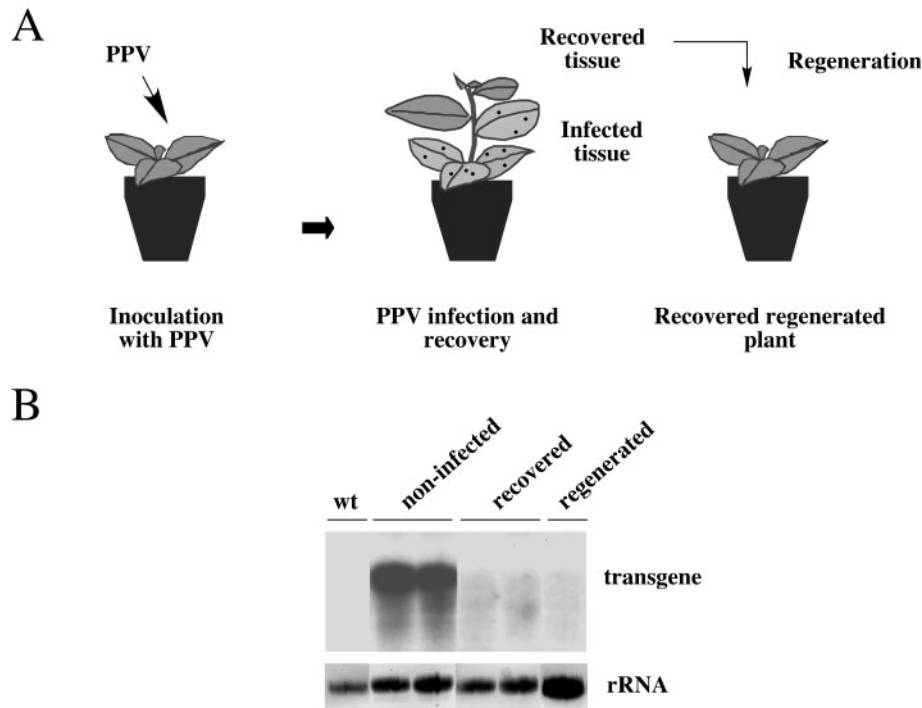 A
PPV
Recovered
tissue
Regeneration
Infected
tissue
Inoculation
with PPV
PPV infection and
recovery
Recovered regenerated
plant
B
wt
non-infected
recovered
regenerated
transgene
rRNA